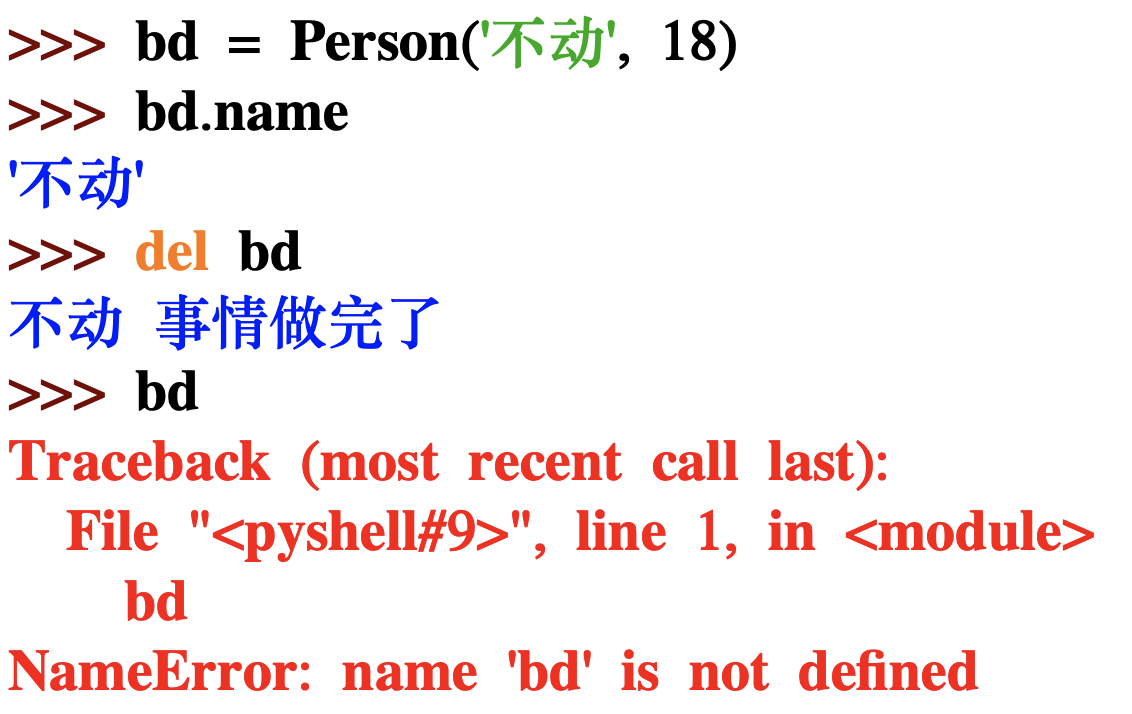 >>> bd = Person('不动', 18)
>>> bd.name
'不动'
>>> del bd
不动 事情做完了
>>> bd
Traceback (most recent call last):
  File "<pyshell#9>", line 1, in <module>
    bd
NameError: name 'bd' is not defined